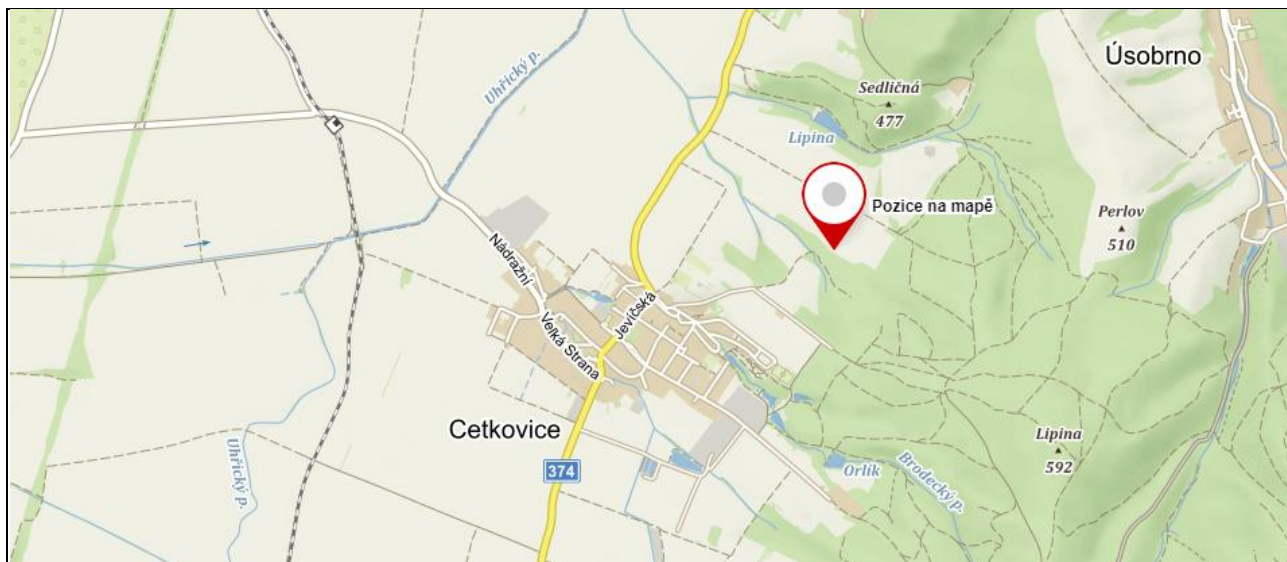 Úsobrno
Uhřický p.
Sedličná
477
Lipina
Pozice na mapě
Perlov
510
Nádražní
Jevíčská
Velká Strana
Cetkovice
374
Uhřický p.
Lipina
592
Orlík
Brodecký p.